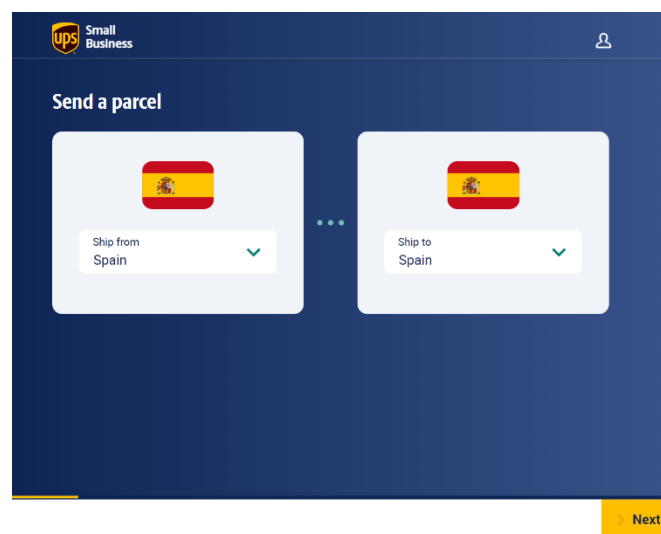 ups
Small
Business
Send a parcel
Ship from
Spain
Ship to
Spain
Next